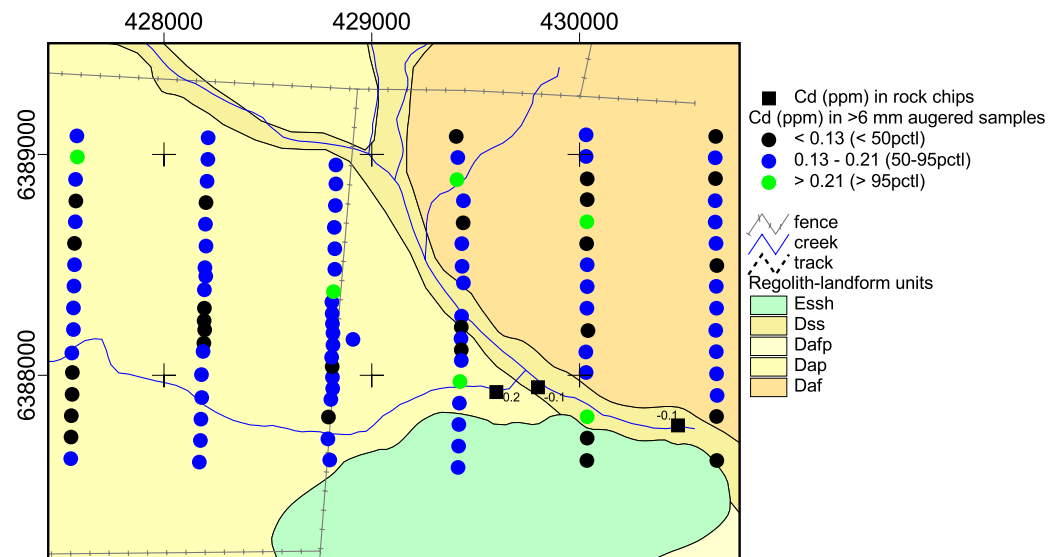 428000 429000 430000
6389000
6388000
0.2
-0.1
-0.1
Cd (ppm) in rock chips
Cd (ppm) in >6 mm augered samples
< 0.13 (< 50pctl)
0.13 - 0.21 (50-95pctl)
> 0.21 (> 95pctl)
fence
creek
track
Regolith-landform units
Essh
Dss
Dafp
Dap
Daf